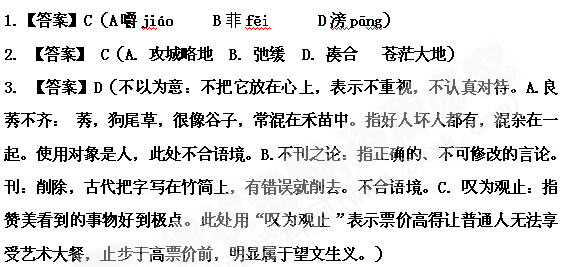 1.【答案】C（A 嚼 jiáo B 菲 fěi D 滂 pāng）
2. 【答案】 C（A. 攻城略地 B. 弛缓 D. 凑合 苍茫大地）
3. 【答案】D（不以为意：不把它放在心上，表示不重视，不认真对待。A.良
莠不齐： 莠，狗尾草，很像谷子，常混在禾苗中。指好人坏人都有，混杂在一
起。使用对象是人，此处不合语境。B.不刊之论：指正确的、不可修改的言论。
刊：削除，古代把字写在竹简上，有错误就削去。不合语境。C. 叹为观止：指
赞美看到的事物好到极点。此处用“叹为观止”表示票价高得让普通人无法享
受艺术大餐，止步于高票价前，明显属于望文生义。）